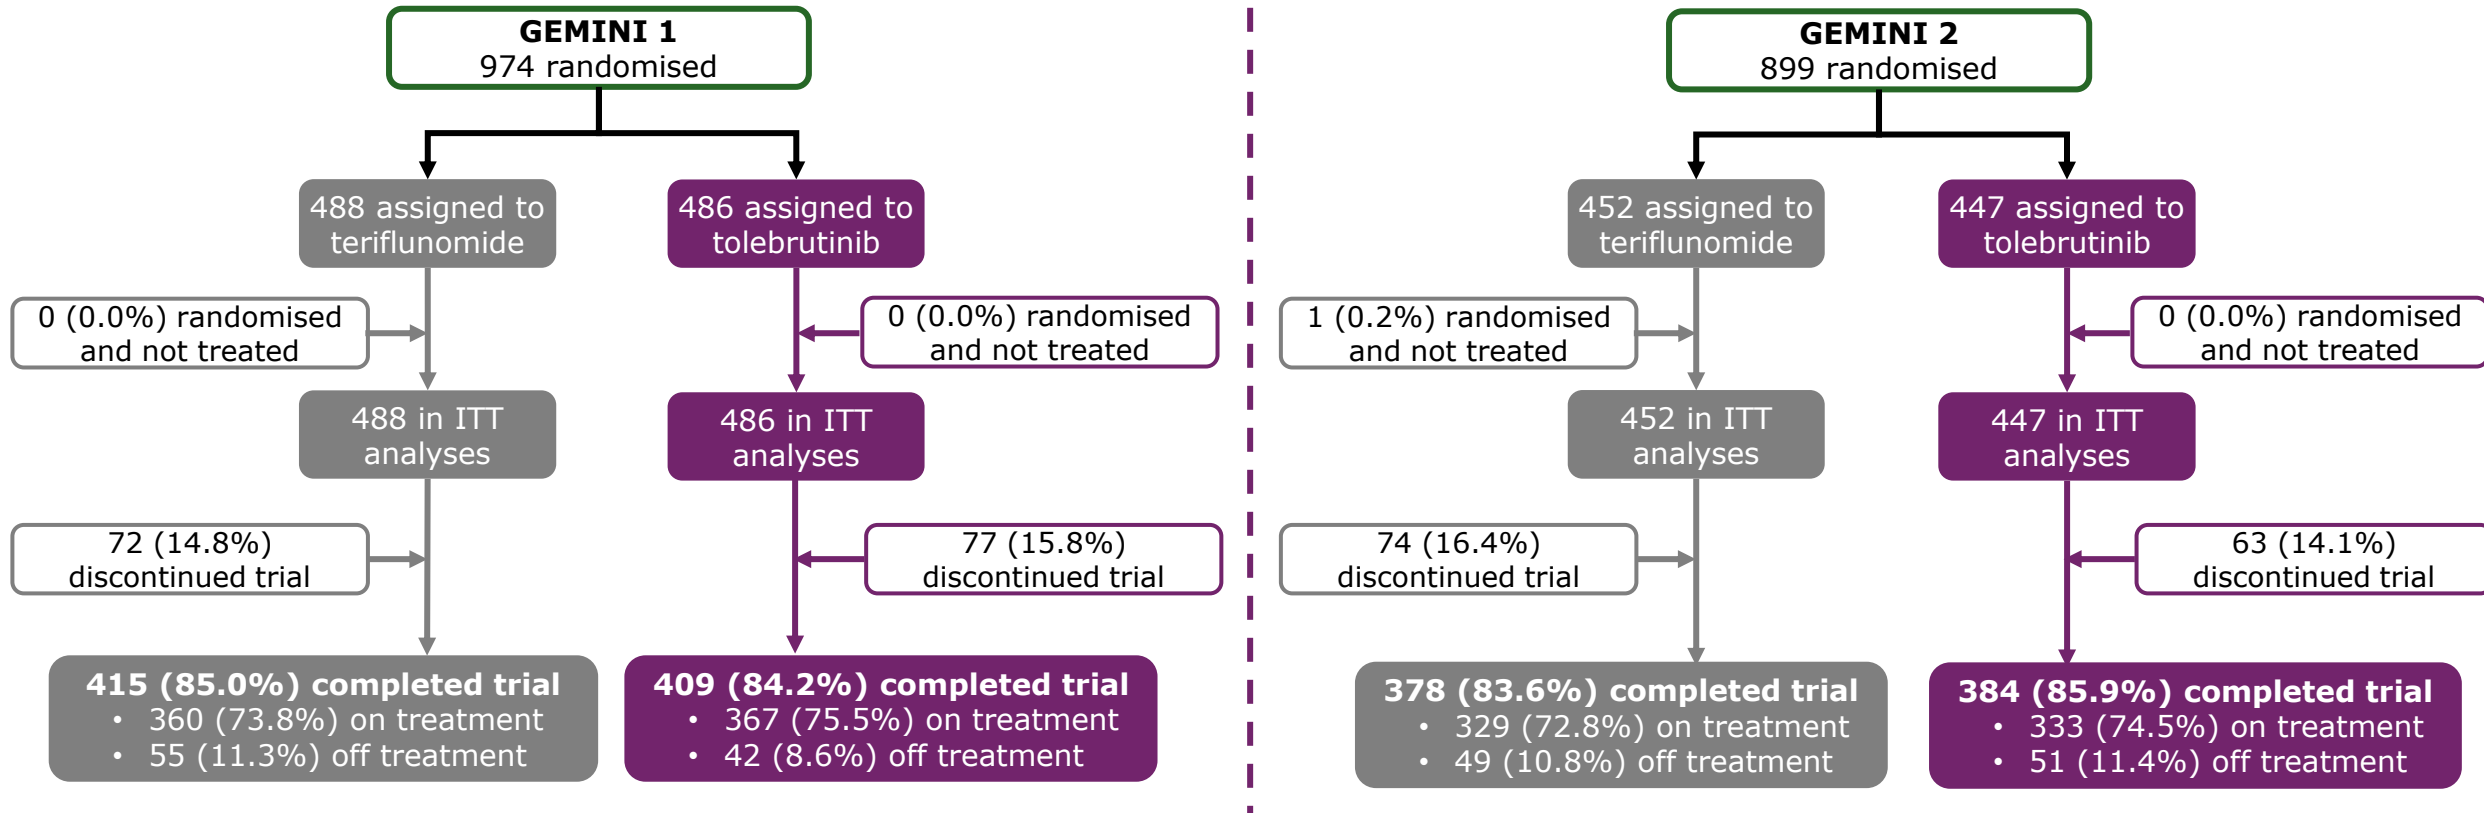 GEMINI 1
974 randomised
488 assigned to
teriflunomide
486 assigned to
tolebrutinib
0 (0.0%) randomised
and not treated
0 (0.0%) randomised
and not treated
488 in ITT
analyses
486 in ITT
analyses
72 (14.8%)
discontinued trial
77 (15.8%)
discontinued trial
415 (85.0%) completed trial
• 360 (73.8%) on treatment
• 55 (11.3%) off treatment
409 (84.2%) completed trial
• 367 (75.5%) on treatment
• 42 (8.6%) off treatment
GEMINI 2
899 randomised
452 assigned to
teriflunomide
447 assigned to
tolebrutinib
1 (0.2%) randomised
and not treated
0 (0.0%) randomised
and not treated
452 in ITT
analyses
447 in ITT
analyses
74 (16.4%)
discontinued trial
63 (14.1%)
discontinued trial
378 (83.6%) completed trial
• 329 (72.8%) on treatment
• 49 (10.8%) off treatment
384 (85.9%) completed trial
• 333 (74.5%) on treatment
• 51 (11.4%) off treatment